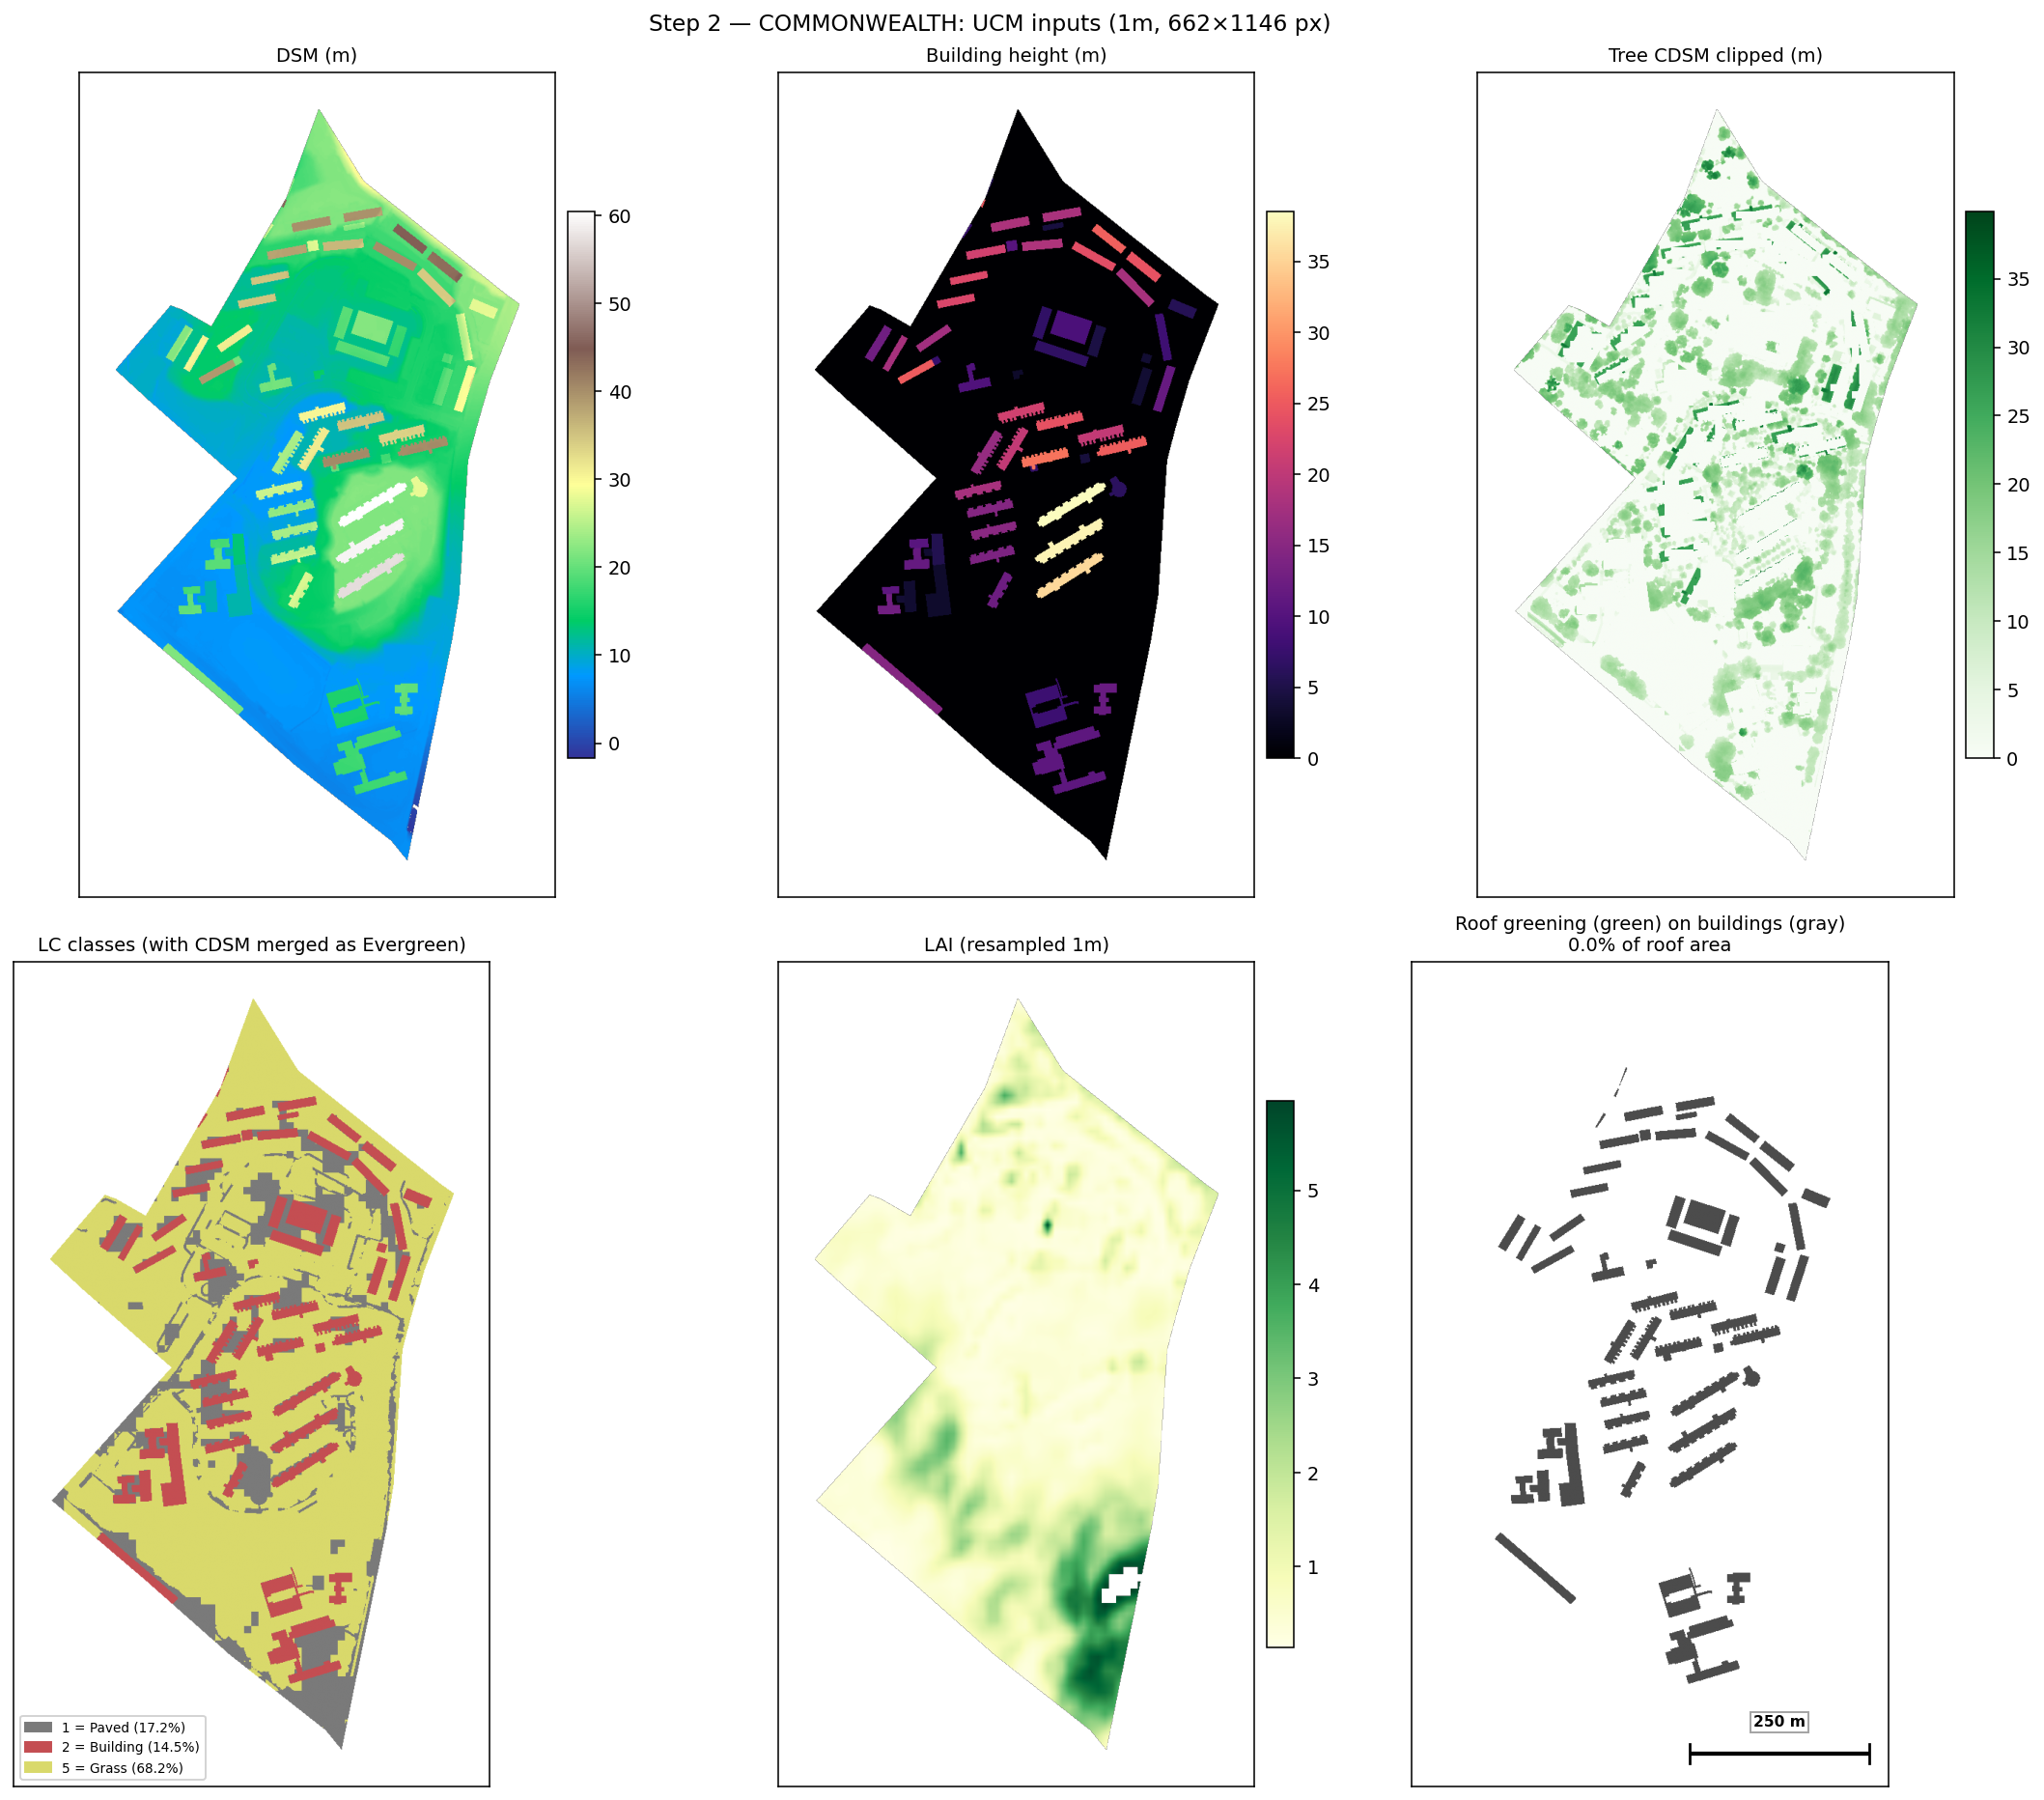 Step 2 — COMMONWEALTH: UCM inputs (1m, 662×1146 px)
DSM (m)
60
50
40
30
20
10
0
Building height (m)
35
30
25
20
15
10
5
0
Tree CDSM clipped (m)
35
30
25
20
15
10
5
0
LC classes (with CDSM merged as Evergreen)
1 = Paved (17.2%)
2 = Building (14.5%)
5 = Grass (68.2%)
LAI (resampled 1m)
5
4
3
2
1
Roof greening (green) on buildings (gray)
0.0% of roof area
250 m